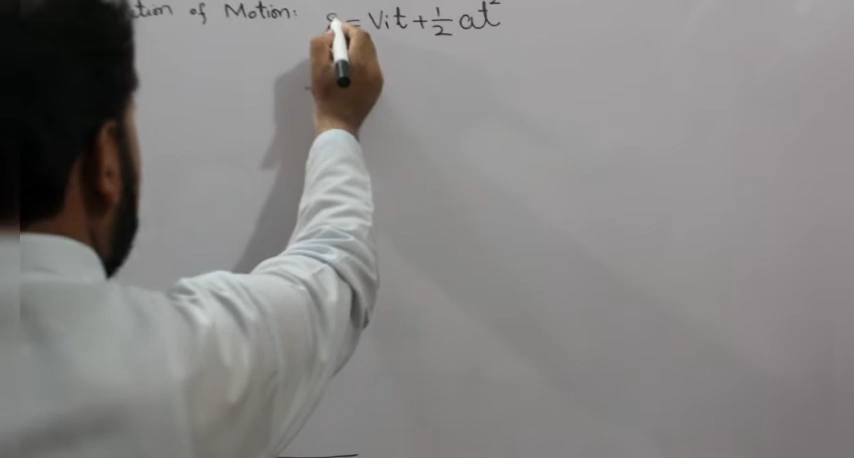 of Motion: S = Vit + 1/2 at²